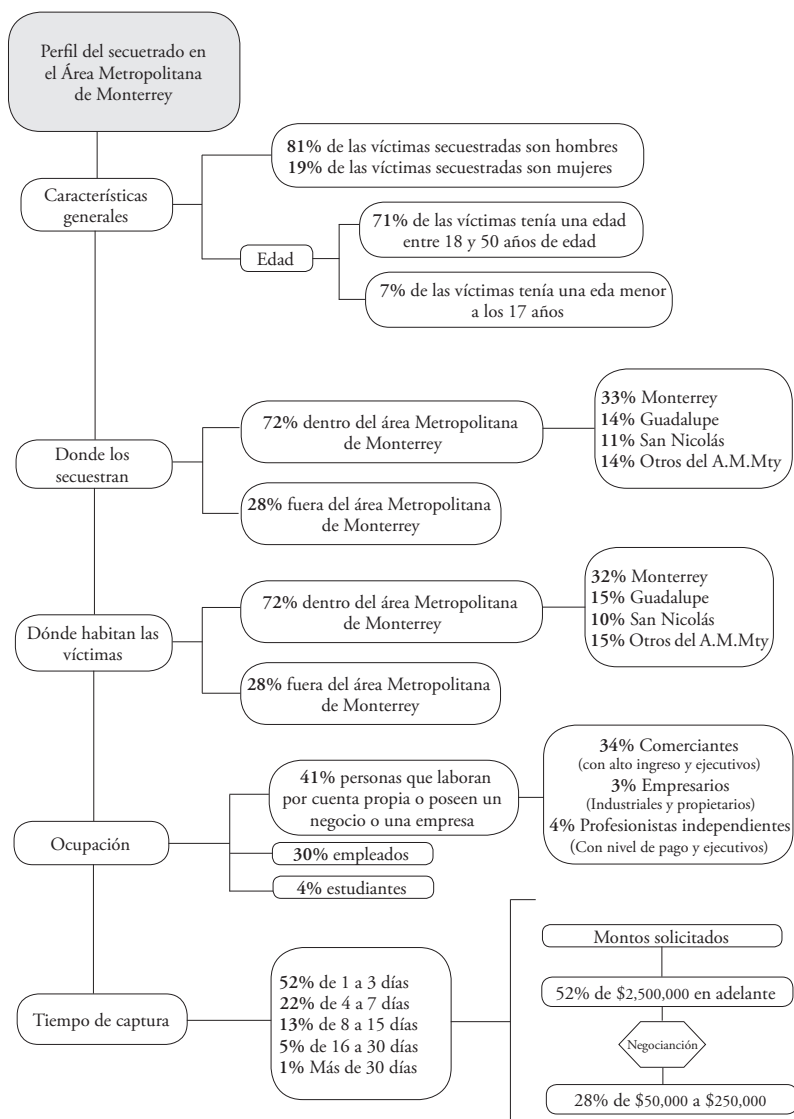 Perfil del secuetrado en
el Área Metropolitana
de Monterrey
Característicás
generales
81% de las víctimas secuestradas son hombres
19% de las víctimas secuestradas son mujeres
Edad
71% de las víctimas tenía una edad
entre 18 y 50 años de edad
7% de las víctimas tenía una eda menor
a los 17 años
Donde los
secuestran
72% dentro del área Metropolitana
de Monterrey
33% Monterrey
14% Guadalupe
11% San Nicolás
14% Otros del A.M.Mty
28% fuera del área Metropolitana
de Monterrey
Dónde habitan las
víctimas
72% dentro del área Metropolitana
de Monterrey
32% Monterrey
15% Guadalupe
10% San Nicolás
15% Otros del A.M.Mty
28% fuera del área Metropolitana
de Monterrey
Ocupación
41% personas que laboran
por cuenta propia o poseen un
negocio o una empresa
34% Comerciantes
(con alto ingreso y ejecutivos)
3% Empresarios
(Industriales y propietarios)
4% Profesionistas independientes
(Con nivel de pago y ejecutivos)
30% empleados
4% estudiantes
Tiempo de captura
52% de 1 a 3 días
22% de 4 a 7 días
13% de 8 a 15 días
5% de 16 a 30 días
1% Más de 30 días
Montos solicitados
52% de $2,500,000 en adelante
NegociancIón
28% de $50,000 a $250,000